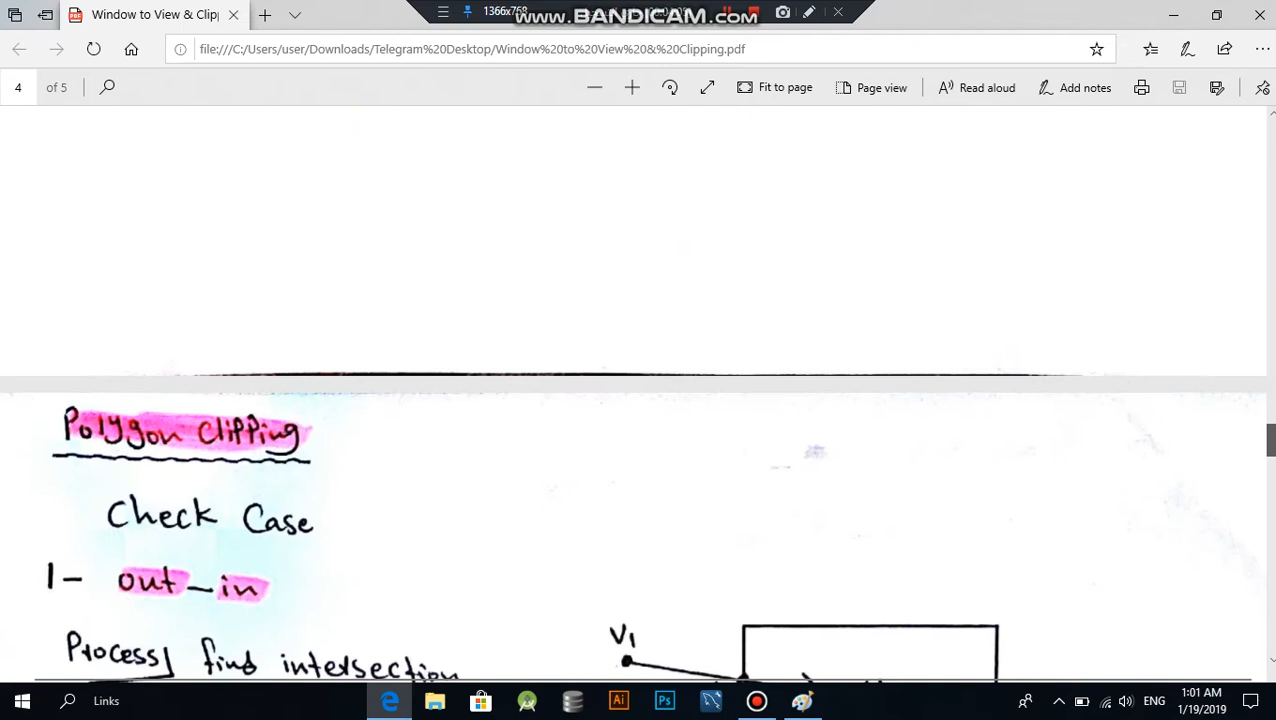 Window to View & Clip
1366x768
www.BANDICAM.com
file:///C:/Users/user/Downloads/Telegram%20Desktop/Window%20to%20View%20&%20Clipping.pdf
4 of 5
Fit to page
Page view
Read aloud
Add notes
Polygon Clipping
Check Case
1- out_in
Process find intersection
V1
Links
ENG
1:01 AM
1/19/2019